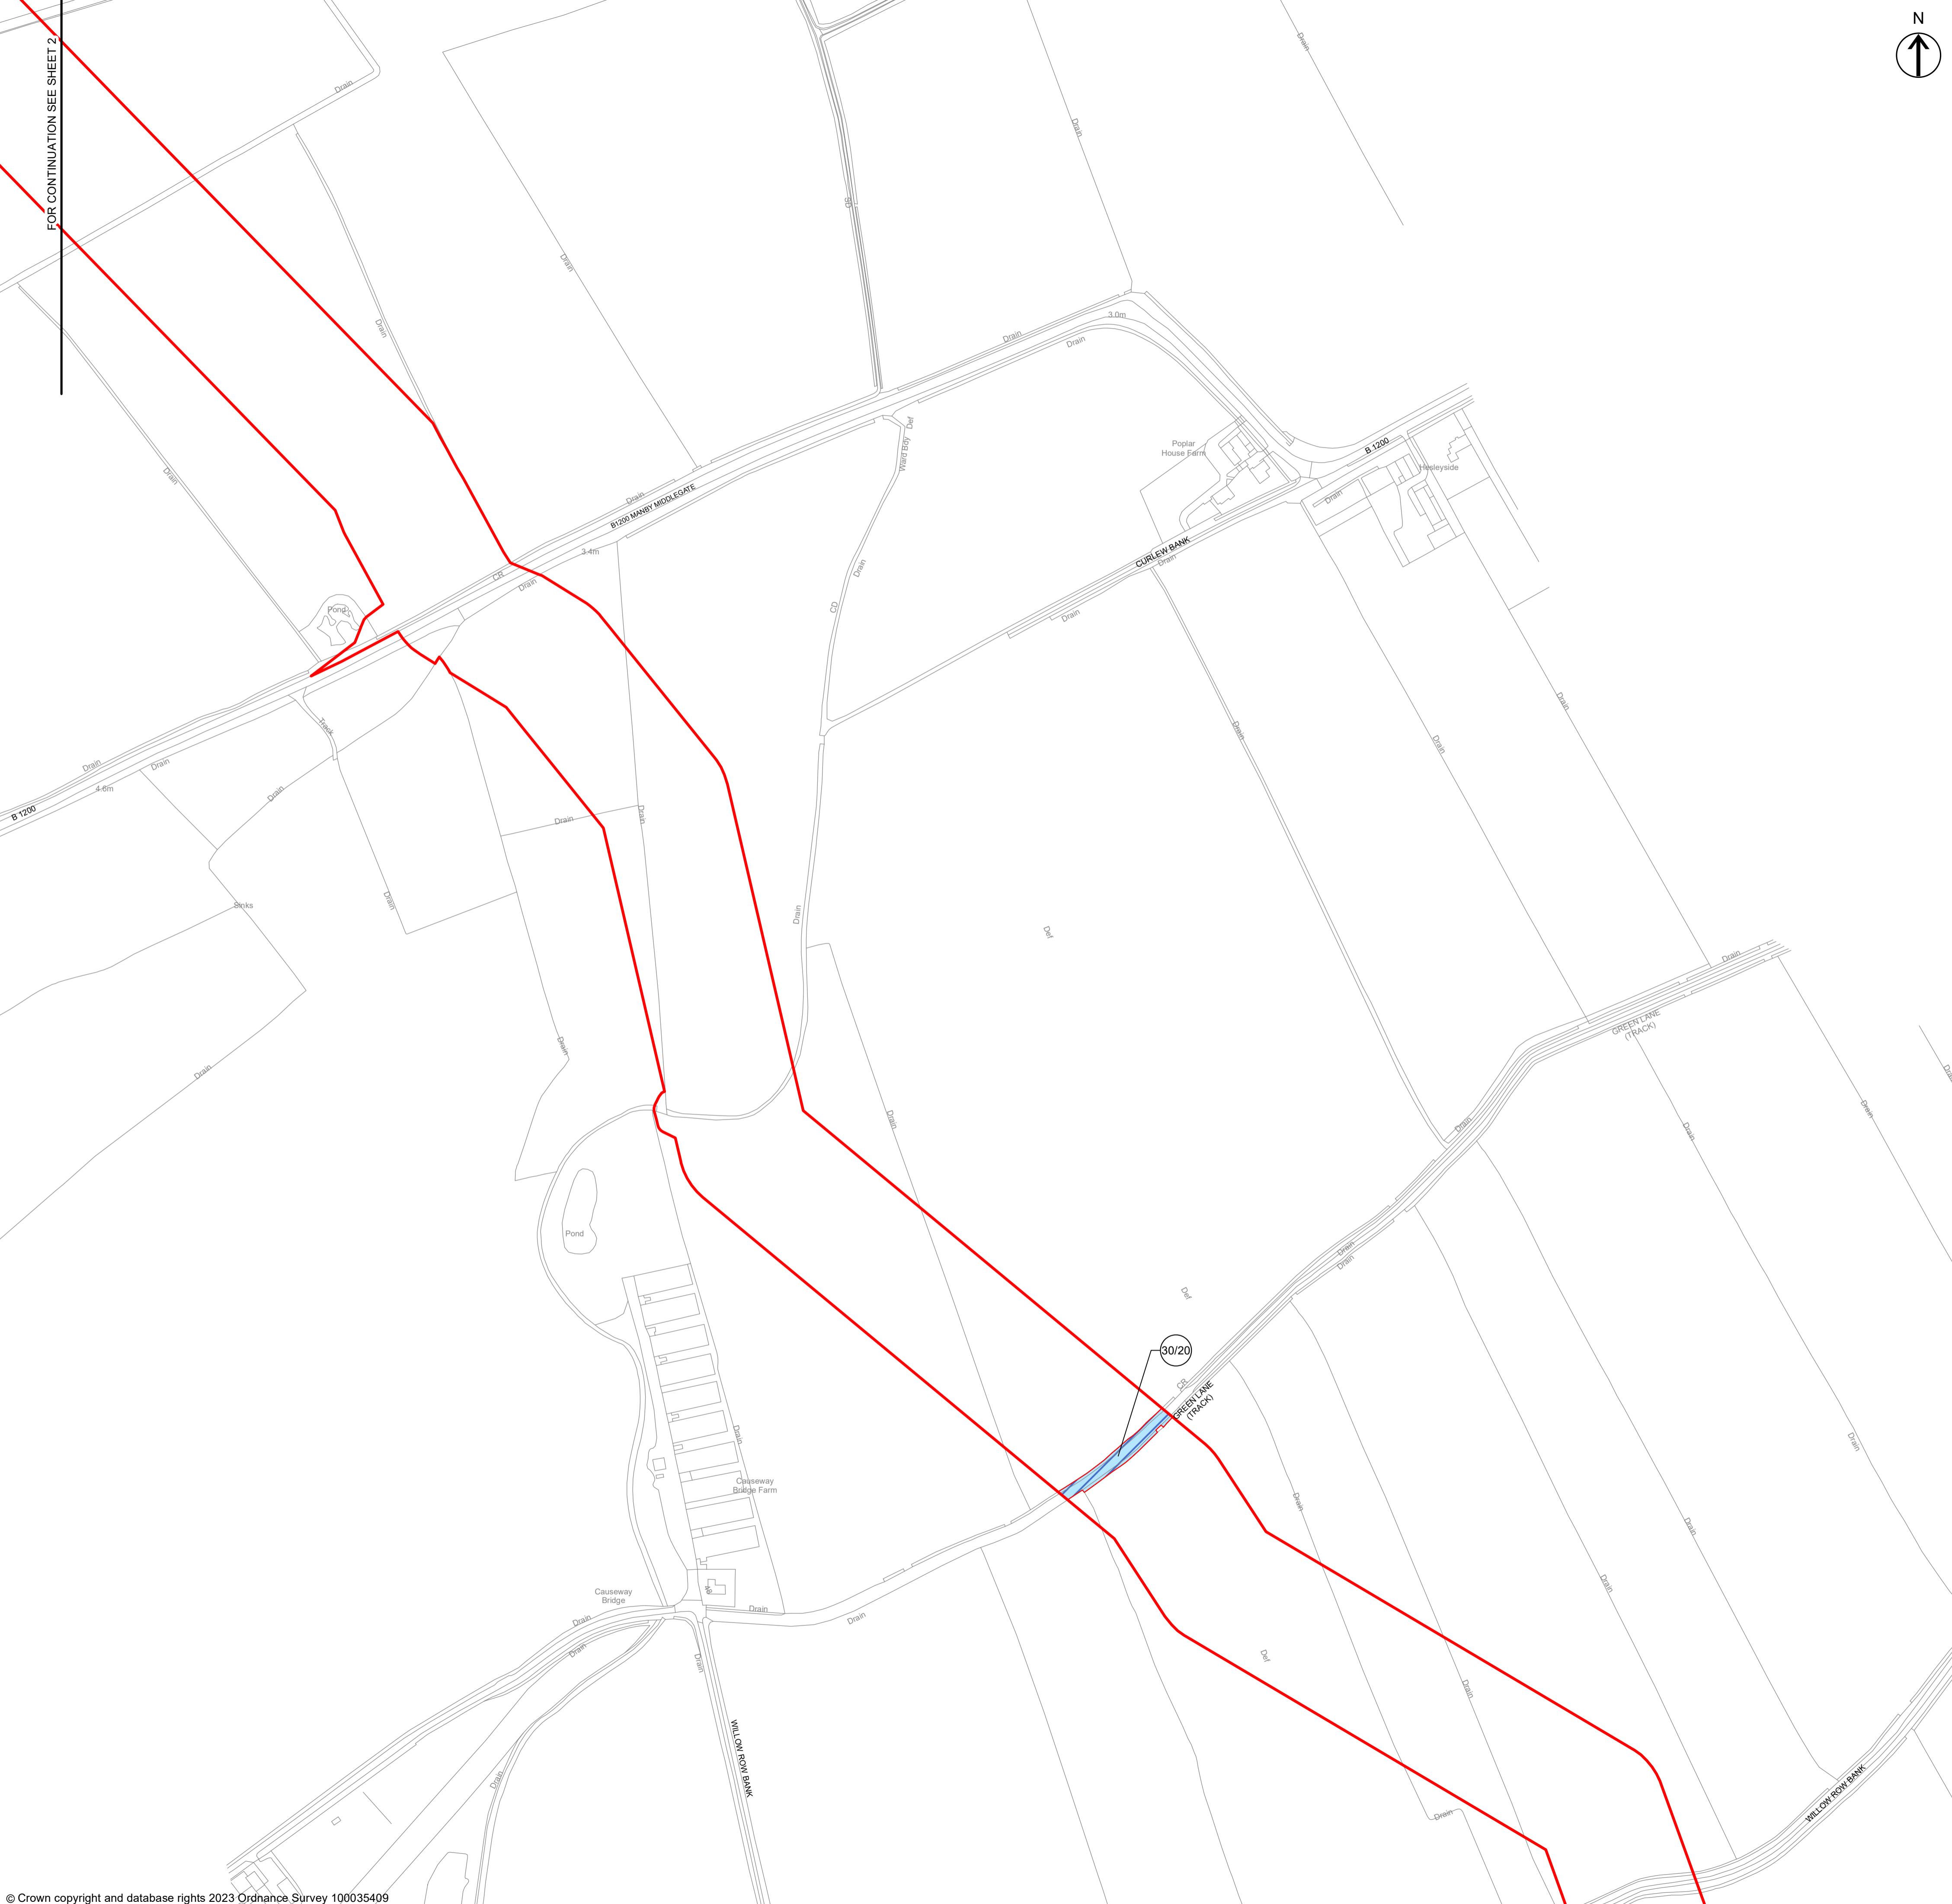 N
FOR CONTINUATION SEE SHEET 2
Drain
Drain
Drain
Drain
Drain
Drain
3.0m
Drain
Drain
Drain
Def
Ward Bdy
Poplar
House Farm
B 1200
Hesleyside
Drain
Drain
Drain
B1200 MANBY MIDDLEGATE
3.4m
CR
Drain
Drain
CD
CURLEW BANK
Drain
Drain
Pond
Track
Drain
Drain
Drain
Drain
4.6m
B 1200
Drain
Drain
Drain
Drain
Sinks
Drain
Drain
Def
Drain
GREEN LANE
(TRACK)
Drain
Drain
Drain
Drain
Drain
Drain
Drain
Pond
Drain
Drain
Def
30/20
CR
GREEN LANE
(TRACK)
Drain
Causeway
Bridge Farm
Drain
Drain
Drain
Drain
Causeway
Bridge
Drain
Drain
Drain
Drain
Drain
Def
Drain
WILLOW ROW BANK
Drain
Drain
WILLOW ROW BANK
© Crown copyright and database rights 2023 Ordnance Survey 100035409